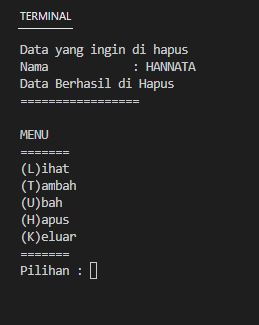 TERMINAL
Data yang ingin di hapus
Nama : HANNATA
Data Berhasil di Hapus
=================
MENU
=======
(L)ihat
(T)ambah
(U)bah
(H)apus
(K)eluar
=======
Pilihan :